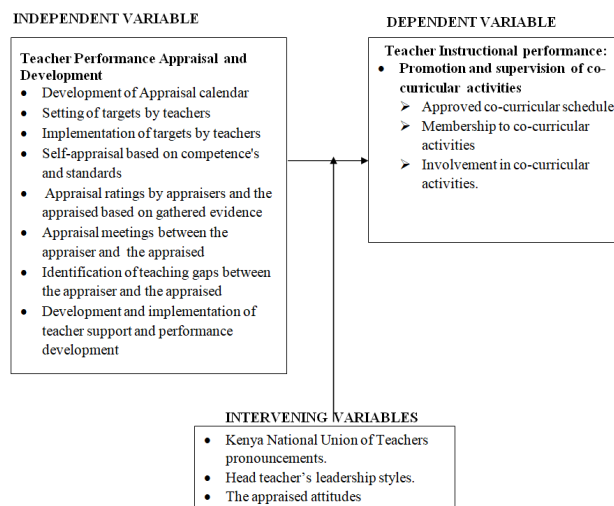 INDEPENDENT VARIABLE
Teacher Performance Appraisal and
Development
• Development of Appraisal calendar
• Setting of targets by teachers
• Implementation of targets by teachers
• Self-appraisal based on competence's
and standards
• Appraisal ratings by appraisers and the
appraised based on gathered evidence
• Appraisal meetings between the
appraiser and the appraised
• Identification of teaching gaps between
the appraiser and the appraised
• Development and implementation of
teacher support and performance
development
DEPENDENT VARIABLE
Teacher Instructional performance:
• Promotion and supervision of co-
curricular activities
➢ Approved co-curricular schedule
➢ Membership to co-curricular
activities
➢ Involvement in co-curricular
activities.
INTERVENING VARIABLES
• Kenya National Union of Teachers
pronouncements.
• Head teacher’s leadership styles.
• The appraised attitudes